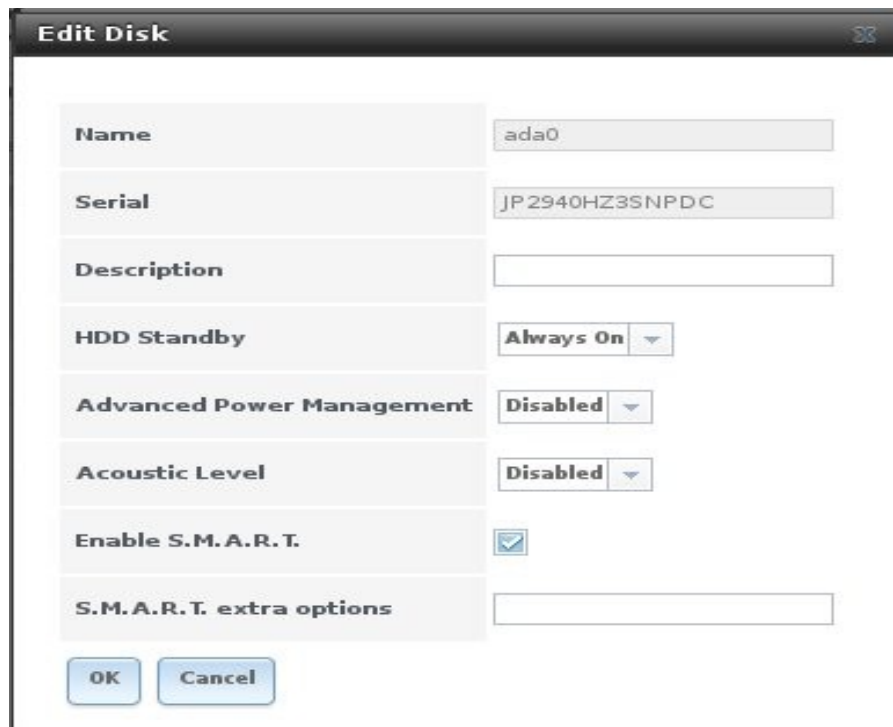 Edit Disk
Name
ada0
Serial
JP2940HZ3SNPDC
Description
HDD Standby
Always On
Advanced Power Management
Disabled
Acoustic Level
Disabled
Enable S.M.A.R.T.
S.M.A.R.T. extra options
OK
Cancel